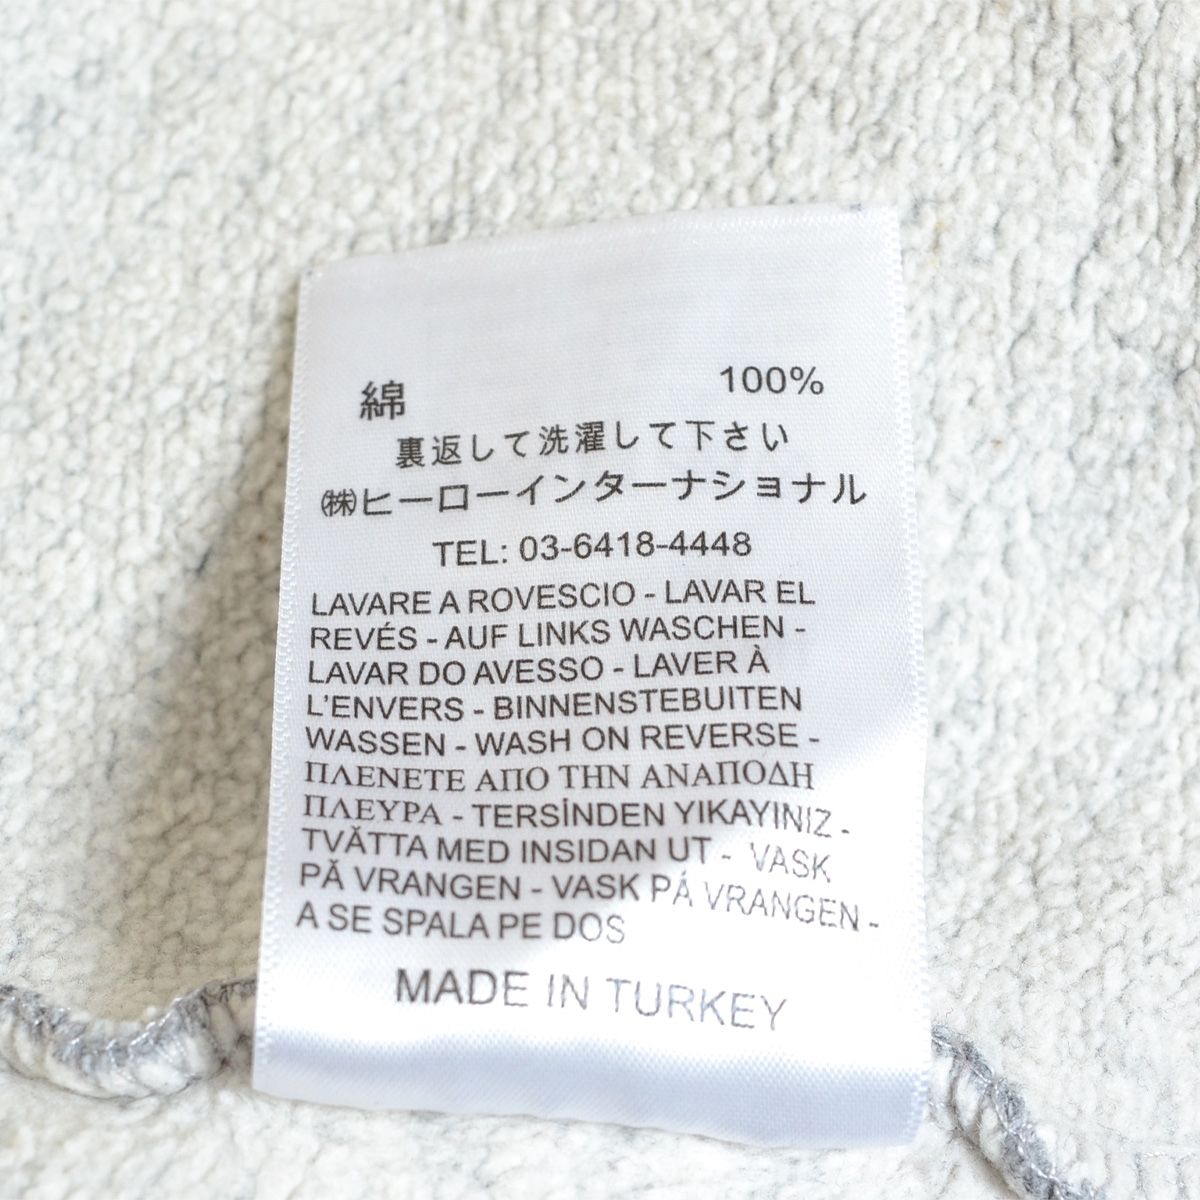 綿 100%
裏返して洗濯して下さい
㈱ヒーローインターナショナル
TEL: 03-6418-4448
LAVARE A ROVESCIO - LAVAR EL
REVÉS - AUF LINKS WASCHEN -
LAVAR DO AVESSO - LAVER À
L'ENVERS - BINNENSTEBUITEN
WASSEN - WASH ON REVERSE -
ΠΛΕΝΕΤΕ ΑΠΟ ΤΗΝ ΑΝΑΠΟΔΗ
ΠΛΕΥΡΑ - TERSİNDEN YIKAYINIZ -
TVÄTTA MED INSIDAN UT - VASK
PÅ VRANGEN - VASK PÅ VRANGEN -
A SE SPALA PE DOS
MADE IN TURKEY